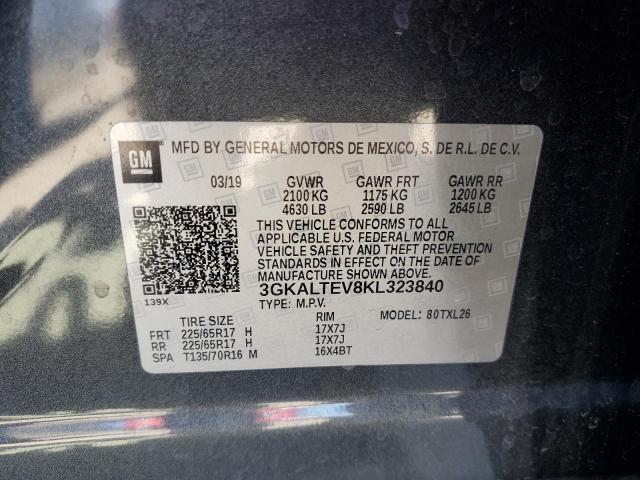 GM MFD BY GENERAL MOTORS DE MEXICO, S. DE R.L. DE C.V.
03/19 GVWR GAWR FRT GAWR RR
2100 KG 1175 KG 1200 KG
4630 LB 2590 LB 2645 LB
THIS VEHICLE CONFORMS TO ALL
APPLICABLE U.S. FEDERAL MOTOR
VEHICLE SAFETY AND THEFT PREVENTION
STANDARDS IN EFFECT ON THE DATE OF
MANUFACTURE SHOWN ABOVE.
139X 3GKALTEV8KL323840
TYPE: M.P.V.
TIRE SIZE RIM MODEL: 80TXL26
FRT 225/65R17 H 17X7J
RR 225/65R17 H 17X7J
SPA T135/70R16 M 16X4BT